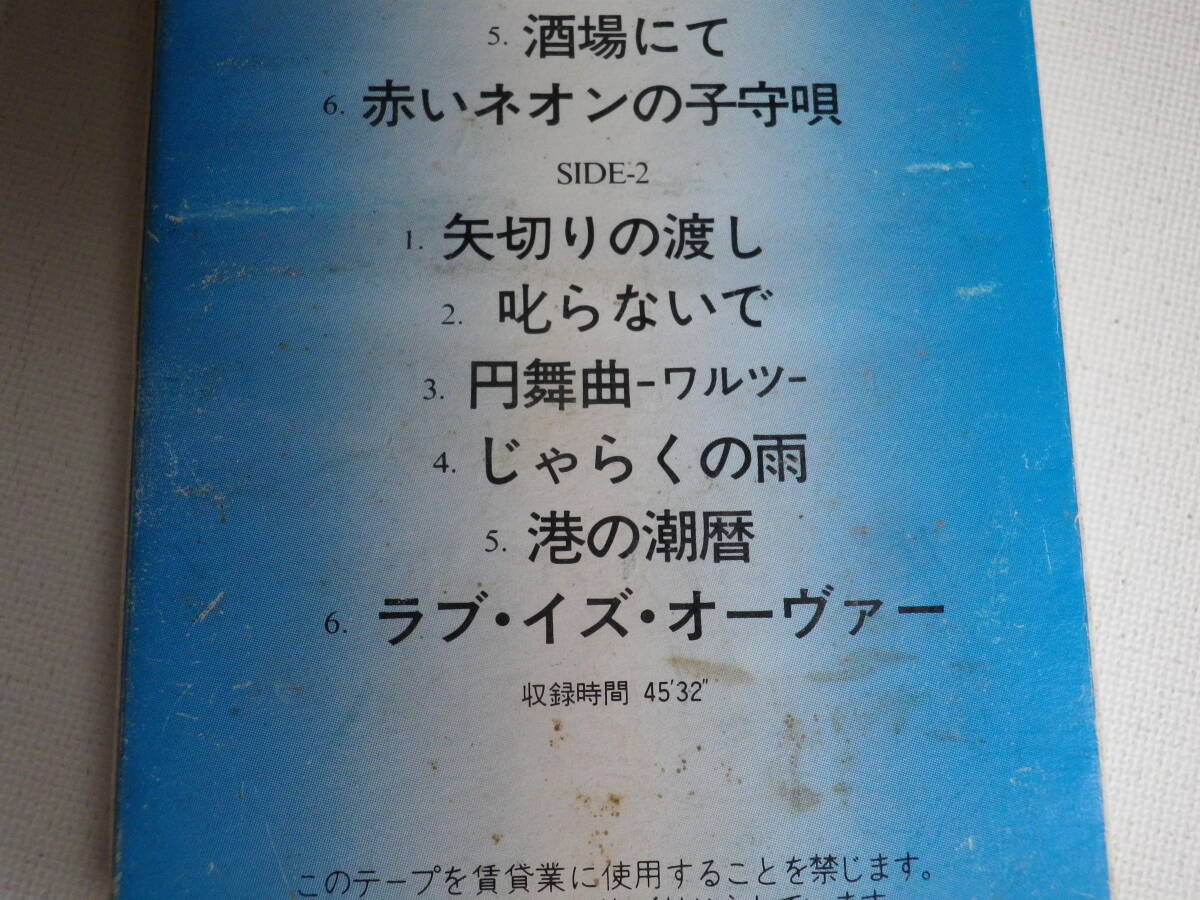 5. 酒場にて
6. 赤いネオンの子守唄
SIDE-2
1. 矢切りの渡し
2. 叱らないで
3. 円舞曲-ワルツ-
4. じゃらくの雨
5. 港の潮暦
6. ラブ・イズ・オーヴァー
収録時間 45'32"
このテープを賃貸業に使用することを禁じます。